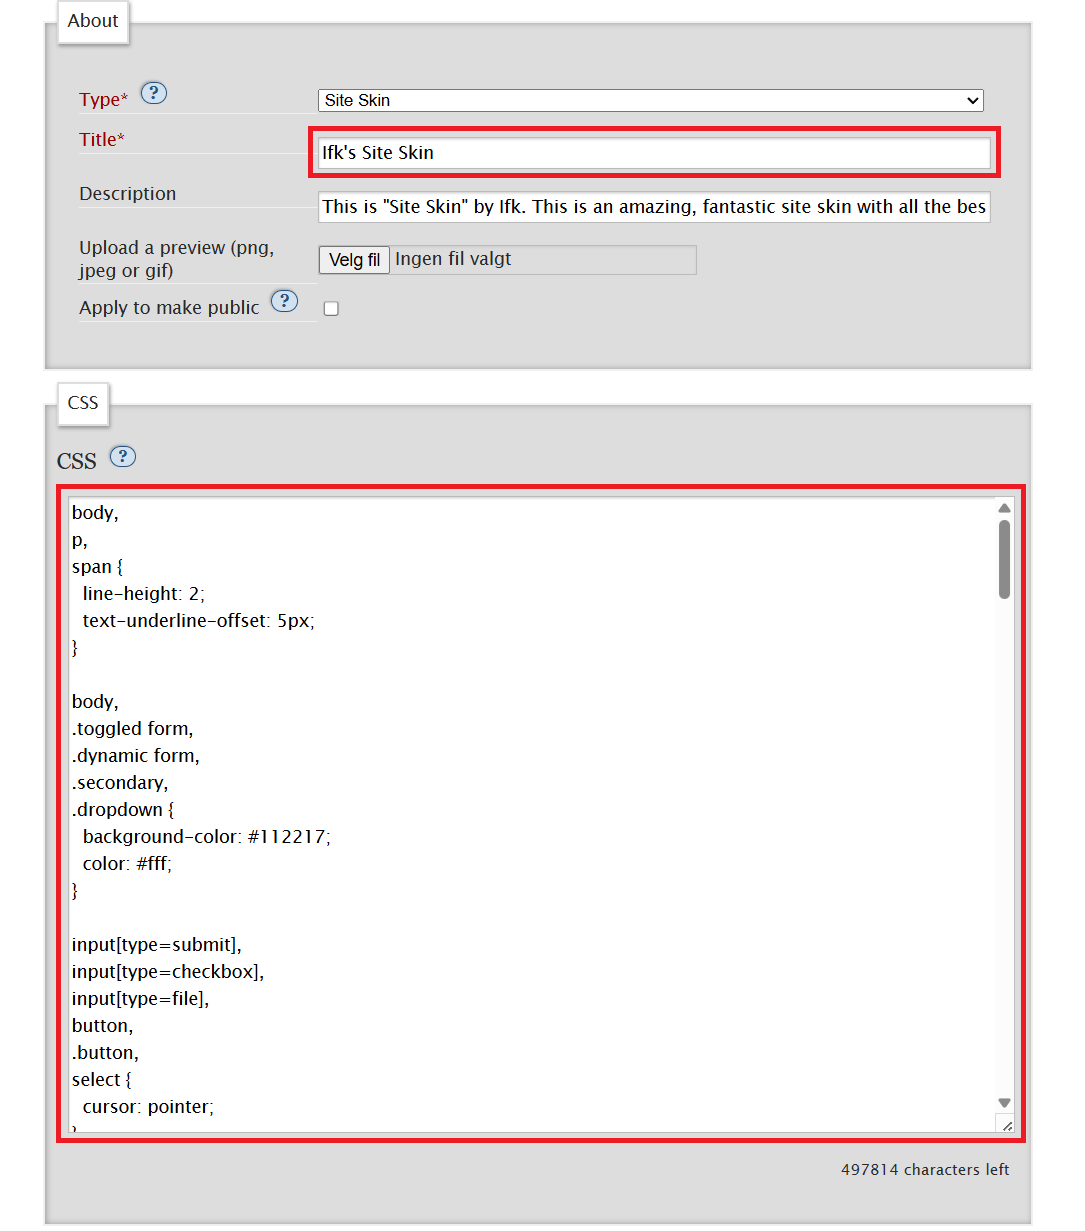 About
Type* ?
Site Skin
Title*
lfk's Site Skin
Description
This is "Site Skin" by lfk. This is an amazing, fantastic site skin with all the bes
Upload a preview (png,
jpeg or gif)
Velg fil Ingen fil valgt
Apply to make public ?
CSS
CSS ?
body,
p,
span {
  line-height: 2;
  text-underline-offset: 5px;
}
body,
.toggled form,
.dynamic form,
.secondary,
.dropdown {
  background-color: #112217;
  color: #fff;
}
input[type=submit],
input[type=checkbox],
input[type=file],
button,
.button,
select {
  cursor: pointer;
}
497814 characters left